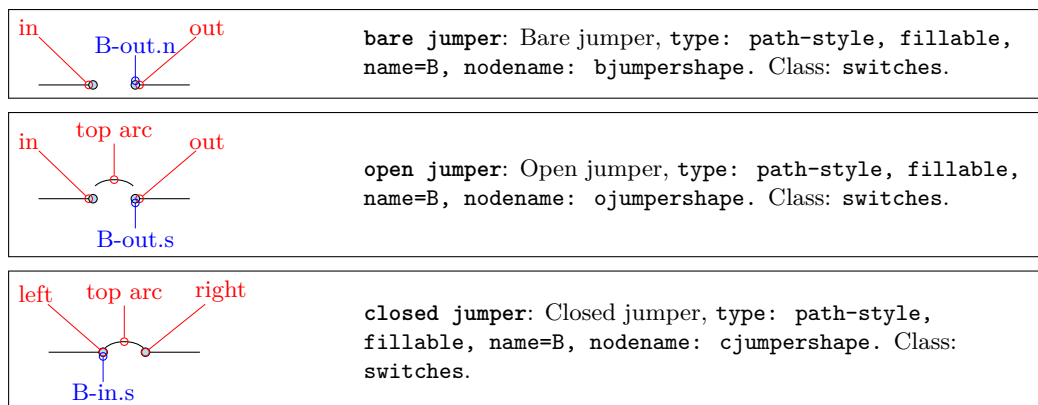 in
out
B-out.n
bare jumper: Bare jumper, type: path-style, fillable,
name=B, nodename: bjumpershape. Class: switches.
in
top arc
out
B-out.s
open jumper: Open jumper, type: path-style, fillable,
name=B, nodename: ojumpershape. Class: switches.
left
top arc
right
B-in.s
closed jumper: Closed jumper, type: path-style,
fillable, name=B, nodename: cjumpershape. Class:
switches.